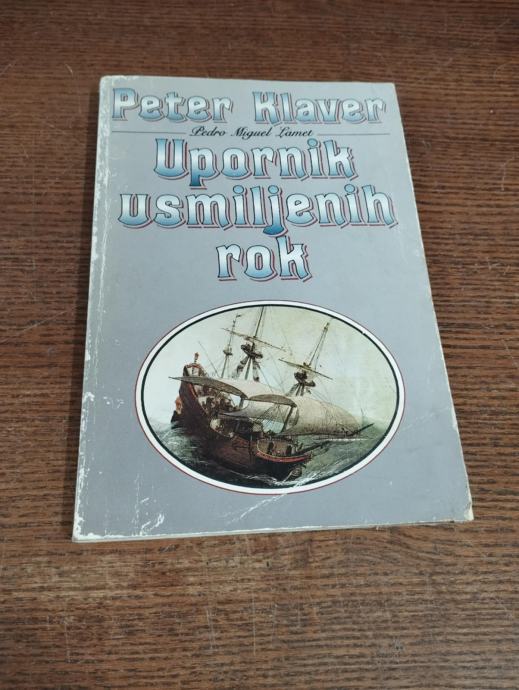 Peter Klaver
Pedro Miguel Lamet
Upornik
usmiljenih
rok